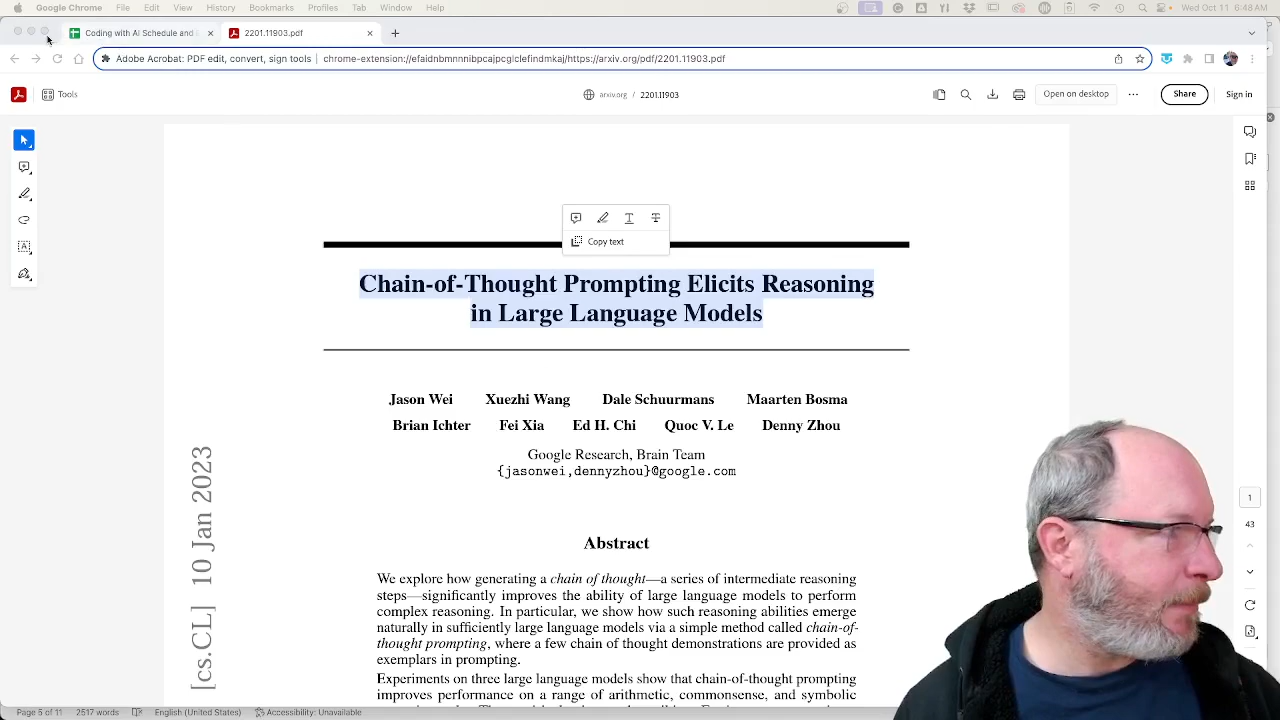 Google Chrome File Edit View History Bookmarks Profiles Tab Window Help Wed Oct 11 6:48 AM
Coding with AI Schedule and 2201.11903.pdf
Adobe Acrobat: PDF edit, convert, sign tools | chrome-extension://efaidnbmnnnibpcajpcglclefindmkaj/https://arxiv.org/pdf/2201.11903.pdf
Tools arxiv.org / 2201.11903 Open on desktop Share Sign in
Copy text
Chain-of-Thought Prompting Elicits Reasoning
in Large Language Models
Jason Wei Xuezhi Wang Dale Schuurmans Maarten Bosma
Brian Ichter Fei Xia Ed H. Chi Quoc V. Le Denny Zhou
Google Research, Brain Team
{jasonwei,dennyzhou}@google.com
[cs.CL] 10 Jan 2023
1
43
Abstract
We explore how generating a chain of thought—a series of intermediate reasoning
steps—significantly improves the ability of large language models to perform
complex reasoning. In particular, we show how such reasoning abilities emerge
naturally in sufficiently large language models via a simple method called chain-of-
thought prompting, where a few chain of thought demonstrations are provided as
exemplars in prompting.
Experiments on three large language models show that chain-of-thought prompting
improves performance on a range of arithmetic, commonsense, and symbolic
Page 5 of 11 2517 words English (United States) Accessibility: Unavailable